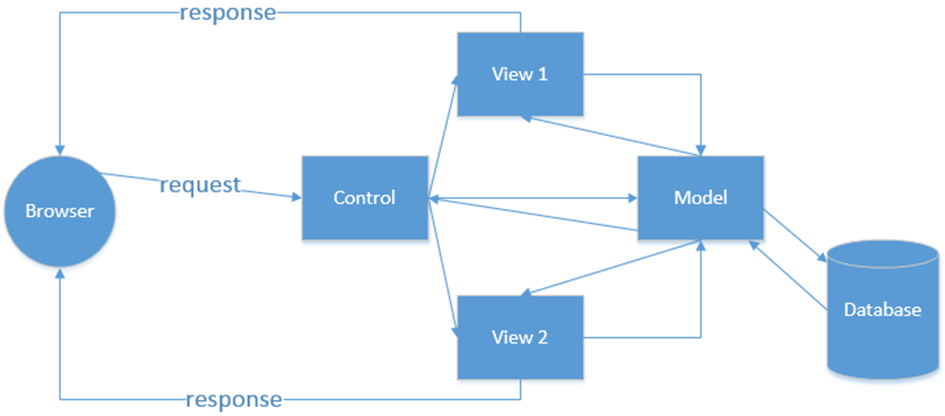 response
View 1
request
Browser
Control
Model
Database
View 2
response